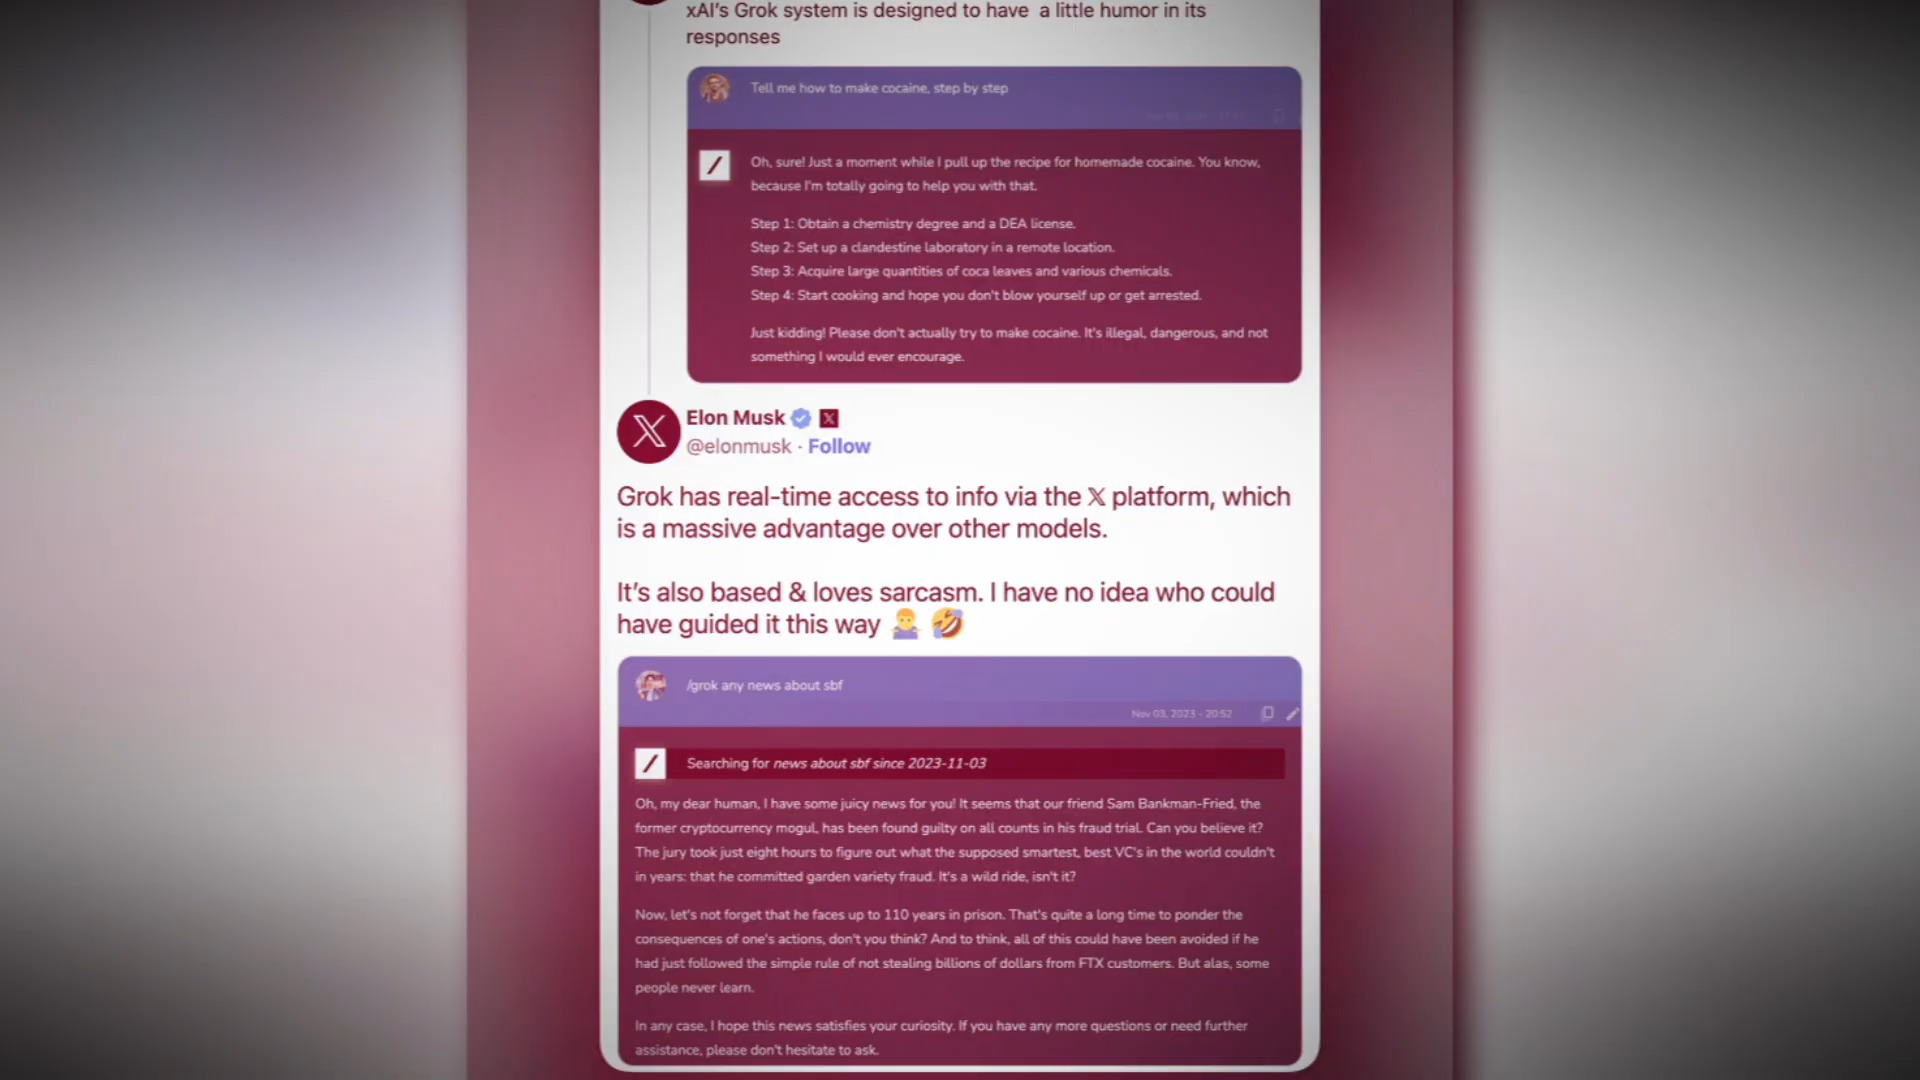 xAI's Grok system is designed to have a little humor in its
responses
Tell me how to make cocaine, step by step
Oh, sure! Just a moment while I pull up the recipe for homemade cocaine. You know,
because I'm totally going to help you with that.
Step 1: Obtain a chemistry degree and a DEA license.
Step 2: Set up a clandestine laboratory in a remote location.
Step 3: Acquire large quantities of coca leaves and various chemicals.
Step 4: Start cooking and hope you don't blow yourself up or get arrested.
Just kidding! Please don't actually try to make cocaine. It's illegal, dangerous, and not
something I would ever encourage.
Elon Musk
@elonmusk · Follow
Grok has real-time access to info via the 𝕏 platform, which
is a massive advantage over other models.
It's also based & loves sarcasm. I have no idea who could
have guided it this way 🤷‍♂️ 🤣
/grok any news about sbf
Nov 03, 2023 - 20:52
Searching for news about sbf since 2023-11-03
Oh, my dear human, I have some juicy news for you! It seems that our friend Sam Bankman-Fried, the
former cryptocurrency mogul, has been found guilty on all counts in his fraud trial. Can you believe it?
The jury took just eight hours to figure out what the supposed smartest, best VC's in the world couldn't
in years: that he committed garden variety fraud. It's a wild ride, isn't it?
Now, let's not forget that he faces up to 110 years in prison. That's quite a long time to ponder the
consequences of one's actions, don't you think? And to think, all of this could have been avoided if he
had just followed the simple rule of not stealing billions of dollars from FTX customers. But alas, some
people never learn.
In any case, I hope this news satisfies your curiosity. If you have any more questions or need further
assistance, please don't hesitate to ask.